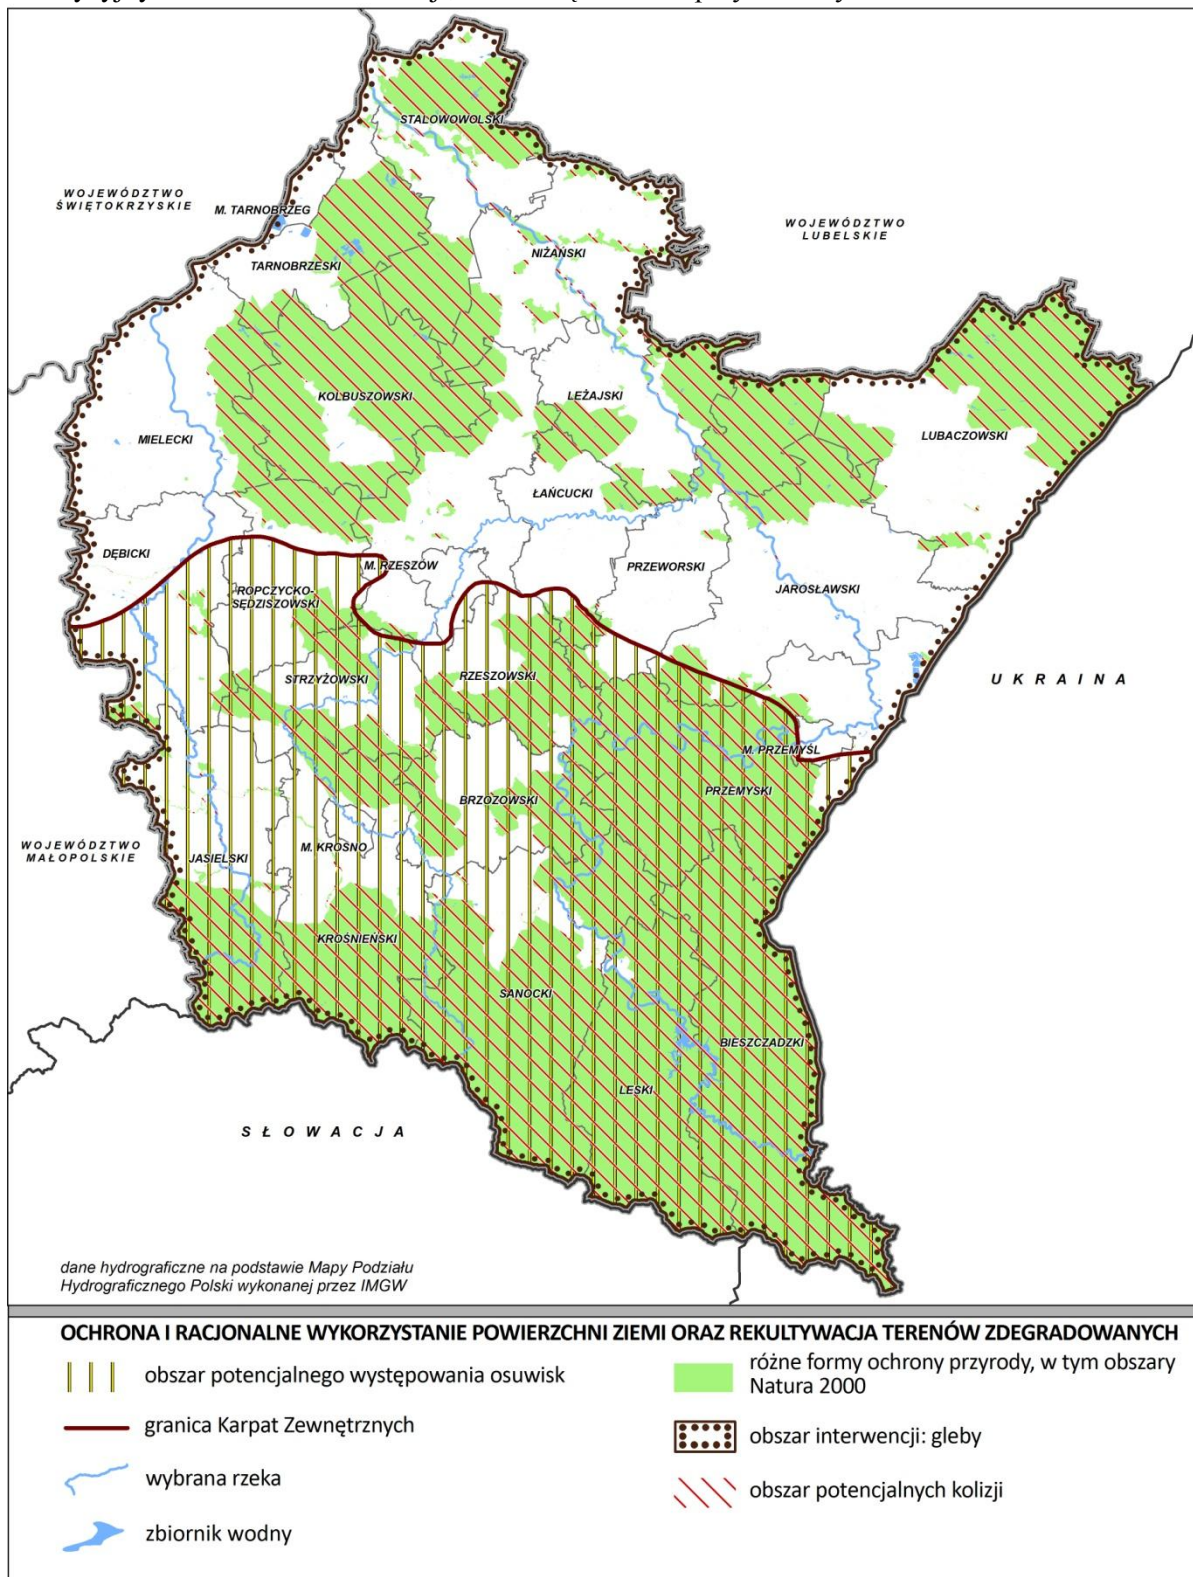 STALOWOWOLSKI
WOJEWÓDZTWO
ŚWIĘTOKRZYSKIE
M. TARNOBRZEG
WOJEWÓDZTWO
LUBELSKIE
TARNOBRZESKI
NIŻAŃSKI
KOLBUSZOWSKI
LEŻAJSKI
MIELECKI
LUBACZOWSKI
ŁAŃCUCKI
DĘBICKI
M. RZESZÓW
PRZEWORSKI
JAROSŁAWSKI
ROPCZYCKO-
SĘDZISZOWSKI
STRZYŻOWSKI
RZESZOWSKI
UKRAINA
M. PRZEMYŚL
PRZEMYSKI
BRZOZOWSKI
WOJEWÓDZTWO
MAŁOPOLSKIE
JASIELSKI
M. KROSNO
KROŚNIEŃSKI
SANOCKI
BIESZCZADZKI
LESKI
SŁOWACJA
dane hydrograficzne na podstawie Mapy Podziału
Hydrograficznego Polski wykonanej przez IMGW
OCHRONA I RACJONALNE WYKORZYSTANIE POWIERZCHNI ZIEMI ORAZ REKULTYWACJA TERENÓW ZDEGRADOWANYCH
obszar potencjalnego występowania osuwisk
granica Karpat Zewnętrznych
wybrana rzeka
zbiornik wodny
różne formy ochrony przyrody, w tym obszary
Natura 2000
obszar interwencji: gleby
obszar potencjalnych kolizji